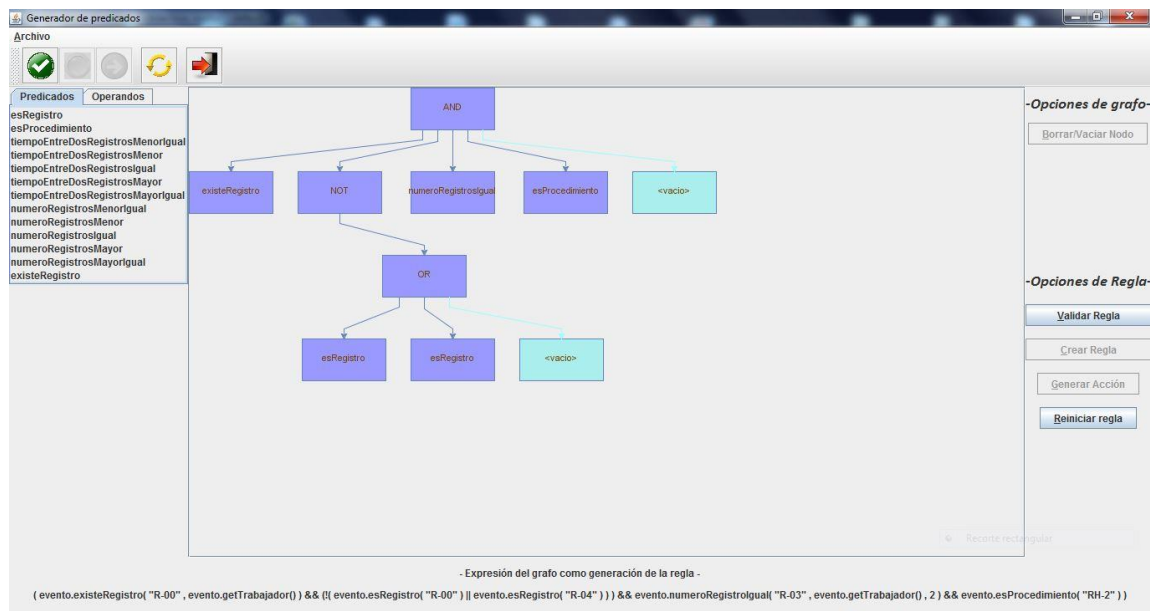 Generador de predicados
Archivo
Predicados Operandos
esRegistro
esProcedimiento
tiempoEntreDosRegistrosMenorIgual
tiempoEntreDosRegistrosMenor
tiempoEntreDosRegistrosIgual
tiempoEntreDosRegistrosMayor
tiempoEntreDosRegistrosMayorIgual
numeroRegistrosMenorIgual
numeroRegistrosMenor
numeroRegistrosIgual
numeroRegistrosMayor
numeroRegistrosMayorIgual
existeRegistro
AND
existeRegistro NOT numeroRegistrosIgual esProcedimiento <vacio>
OR
esRegistro esRegistro <vacio>
-Opciones de grafo-
Borrar/Vaciar Nodo
-Opciones de Regla-
Validar Regla
Crear Regla
Generar Acción
Reiniciar regla
Recorte rectangular
- Expresión del grafo como generación de la regla -
( evento.existeRegistro( "R-00" , evento.getTrabajador() ) && (!( evento.esRegistro( "R-00" ) || evento.esRegistro( "R-04" ) ) ) && evento.numeroRegistroIgual( "R-03" , evento.getTrabajador() , 2 ) && evento.esProcedimiento( "RH-2" ) )